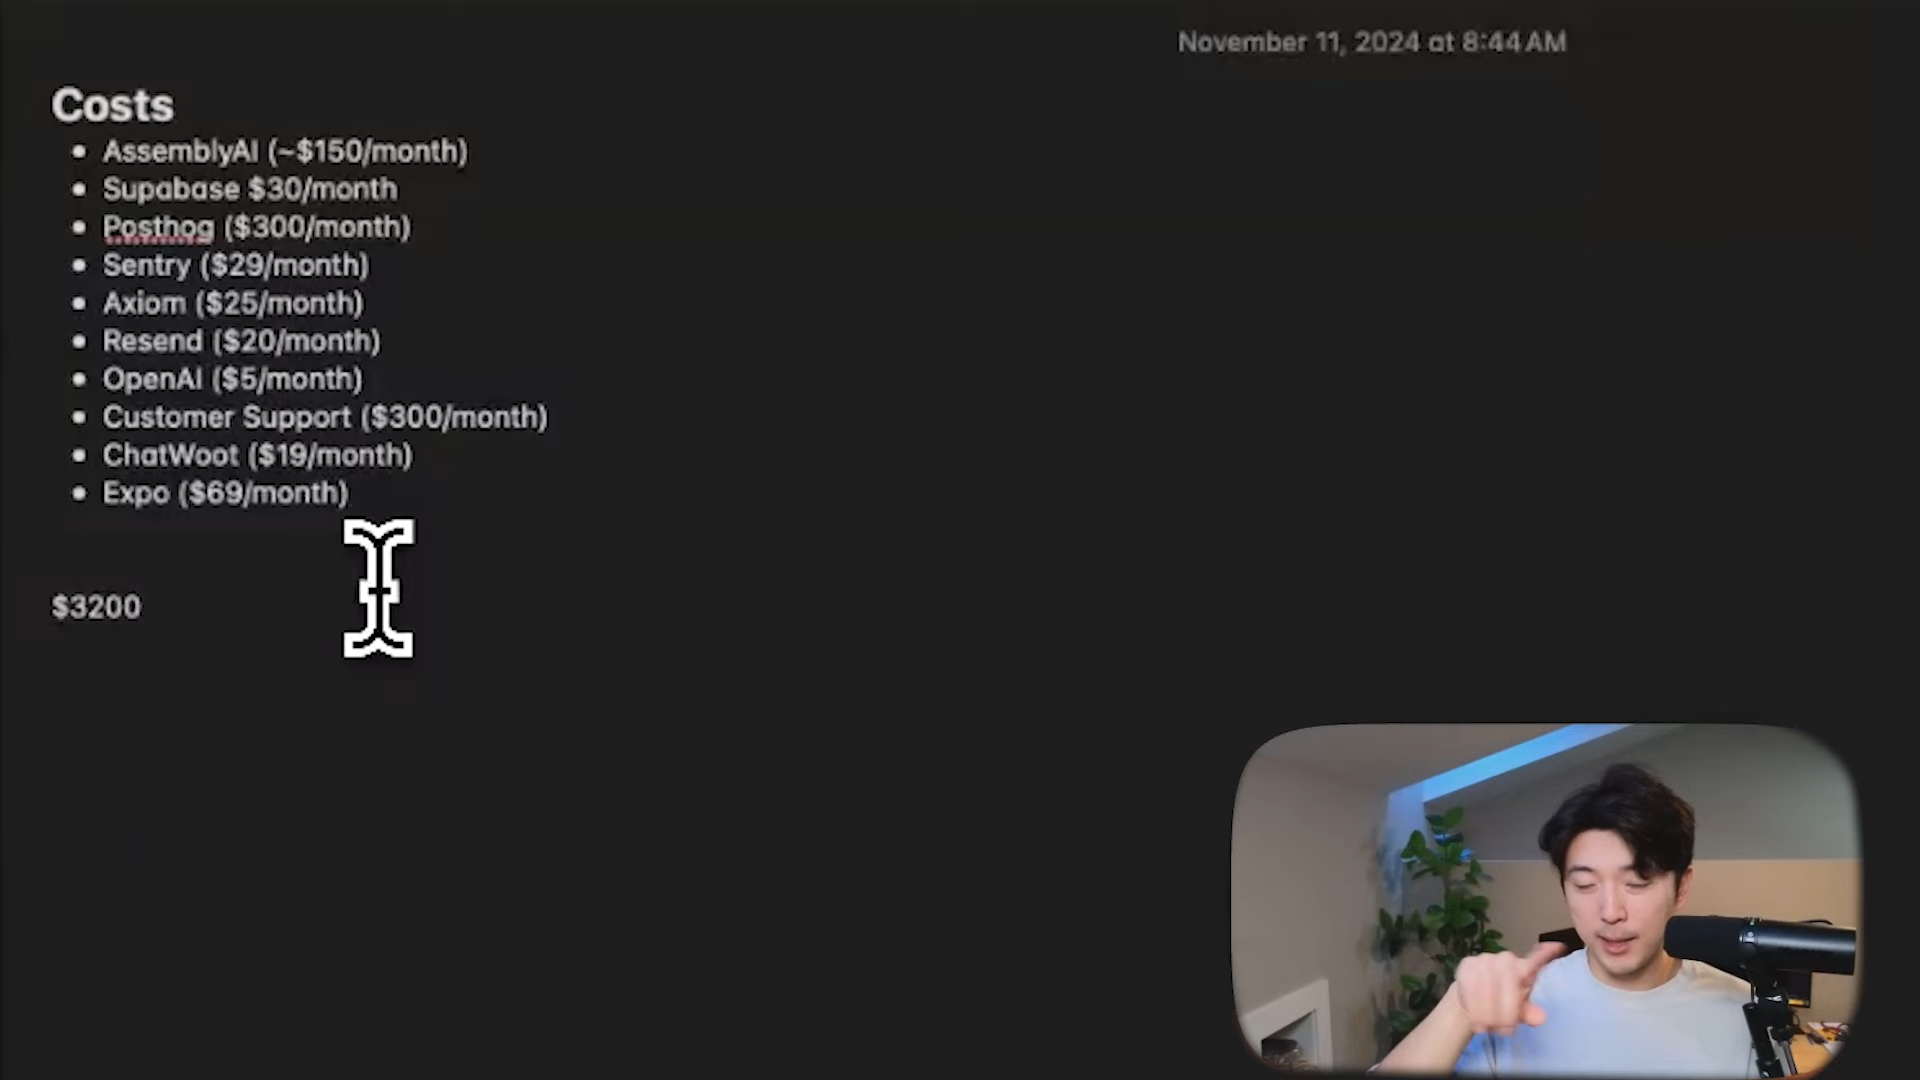 November 11, 2024 at 8:44 AM
Costs
• AssemblyAI (~$150/month)
• Supabase $30/month
• Posthog ($300/month)
• Sentry ($29/month)
• Axiom ($25/month)
• Resend ($20/month)
• OpenAI ($5/month)
• Customer Support ($300/month)
• ChatWoot ($19/month)
• Expo ($69/month)
$3200